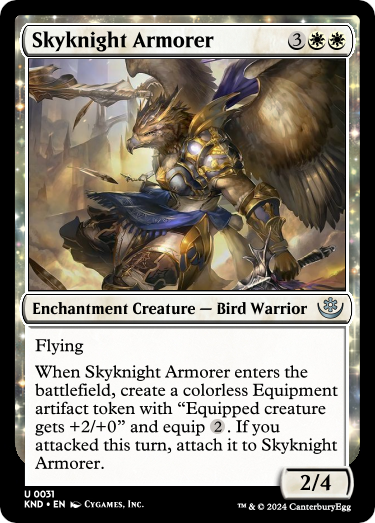 Skyknight Armorer 3
Enchantment Creature — Bird Warrior
Flying
When Skyknight Armorer enters the
battlefield, create a colorless Equipment
artifact token with “Equipped creature
gets +2/+0” and equip 2. If you
attacked this turn, attach it to Skyknight
Armorer.
2/4
U 0031
KND • EN Cygames, Inc.
™ & © 2024 CanterburyEgg